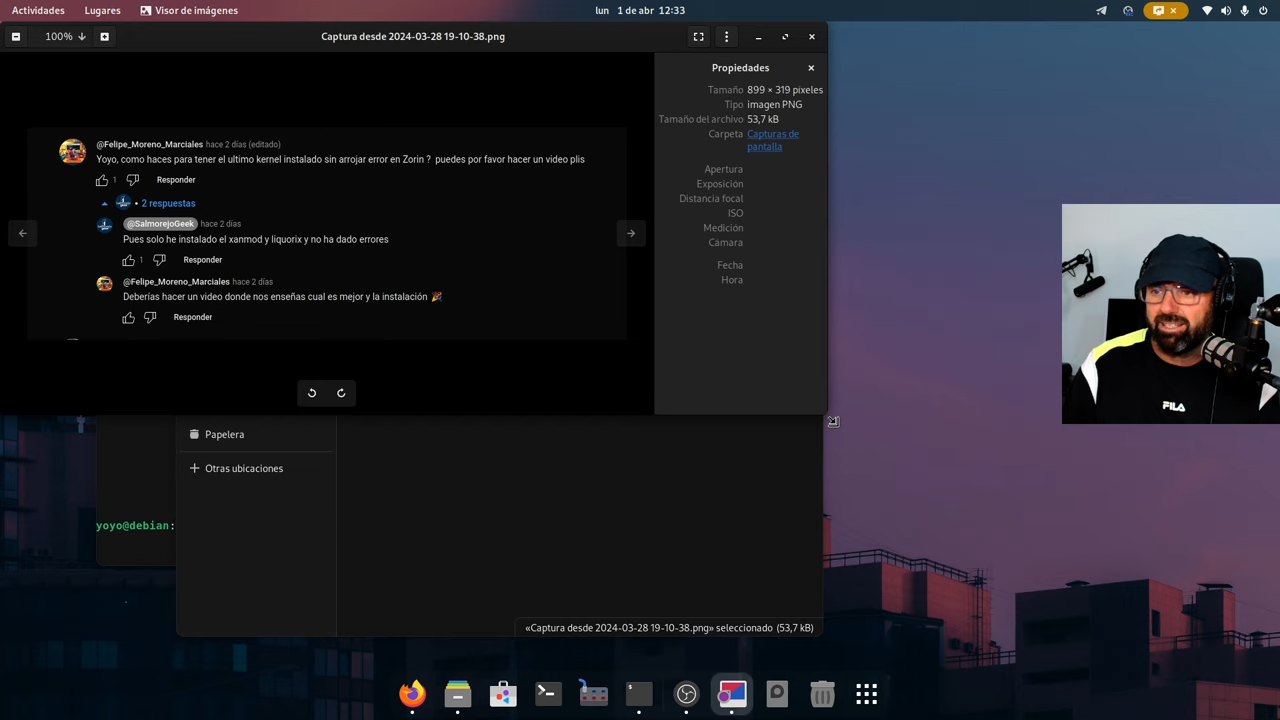 Actividades Lugares Visor de imágenes lun 1 de abr 12:33
100% Captura desde 2024-03-28 19-10-38.png
Propiedades
Tamaño 899 × 319 píxeles
Tipo imagen PNG
Tamaño del archivo 53,7 kB
Carpeta Capturas de
pantalla
Apertura
Exposición
Distancia focal
ISO
Medición
Cámara
Fecha
Hora
@Felipe_Moreno_Marciales hace 2 días (editado)
Yoyo, como haces para tener el ultimo kernel instalado sin arrojar error en Zorin ? puedes por favor hacer un video plis
1 Responder
• 2 respuestas
@SalmorejoGeek hace 2 días
Pues solo he instalado el xanmod y liquorix y no ha dado errores
1 Responder
@Felipe_Moreno_Marciales hace 2 días
Deberías hacer un video donde nos enseñas cual es mejor y la instalación 🎉
Responder
Papelera
Otras ubicaciones
yoyo@debian:
«Captura desde 2024-03-28 19-10-38.png» seleccionado (53,7 kB)
FILA